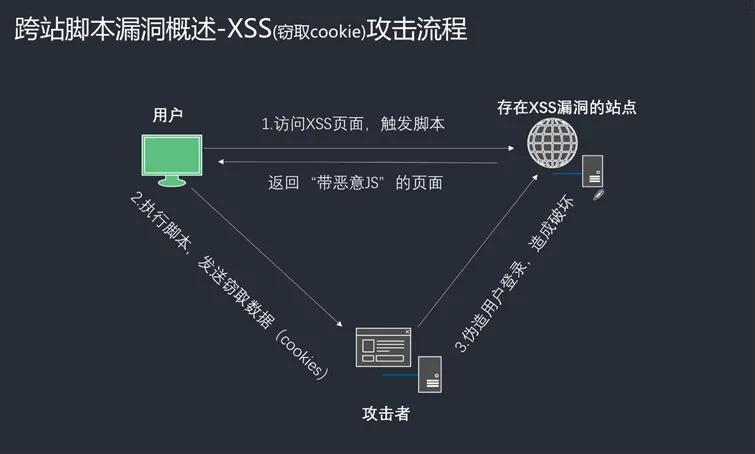 跨站脚本漏洞概述-XSS(窃取cookie)攻击流程
用户
存在XSS漏洞的站点
1.访问XSS页面，触发脚本
返回 “带恶意JS” 的页面
2.执行脚本，发送窃取数据（cookies）
3.伪造用户登录，造成破坏
攻击者